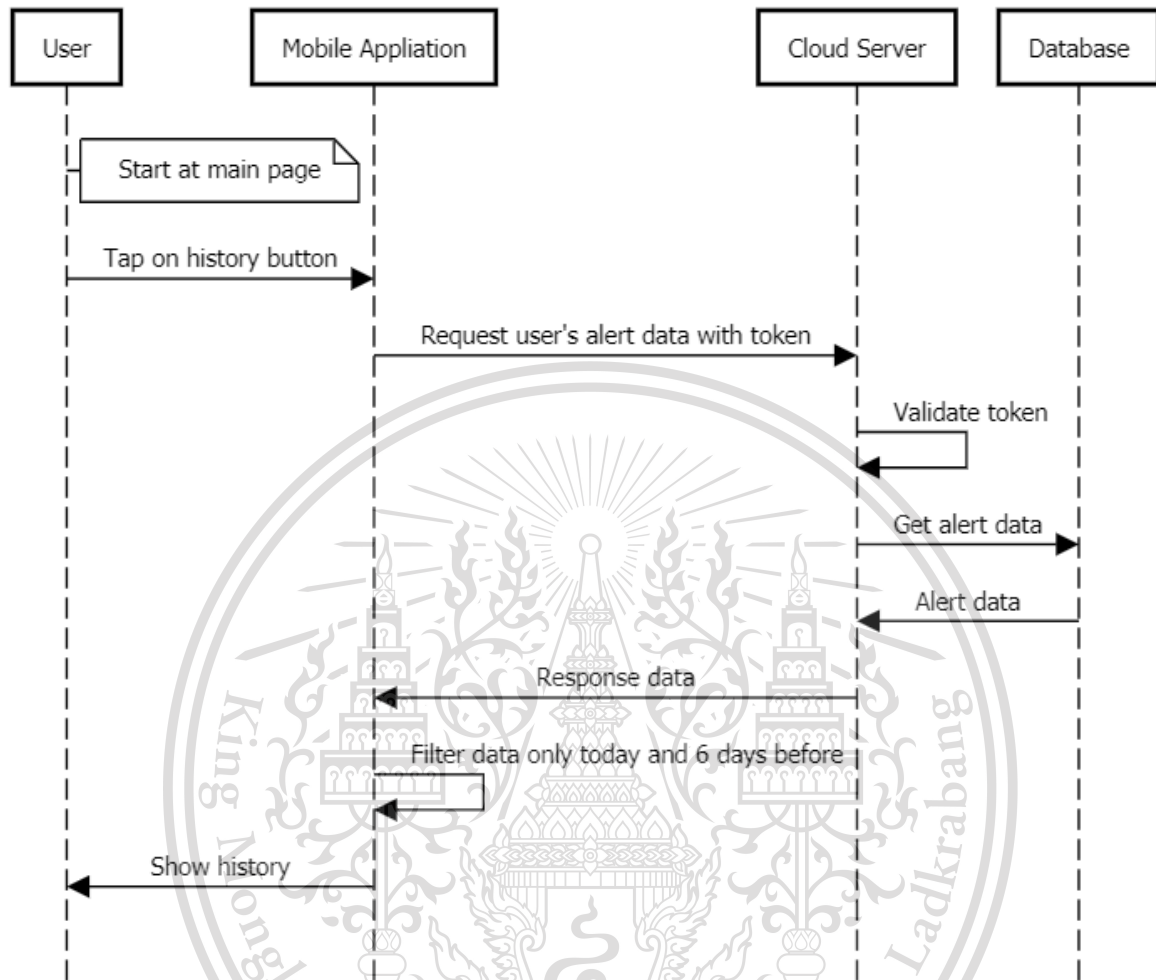 User
Mobile Appliation
Cloud Server
Database
Start at main page
Tap on history button
Request user's alert data with token
Validate token
Get alert data
Alert data
Response data
Filter data only today and 6 days before
Show history
King Mongk
Ladkrabang